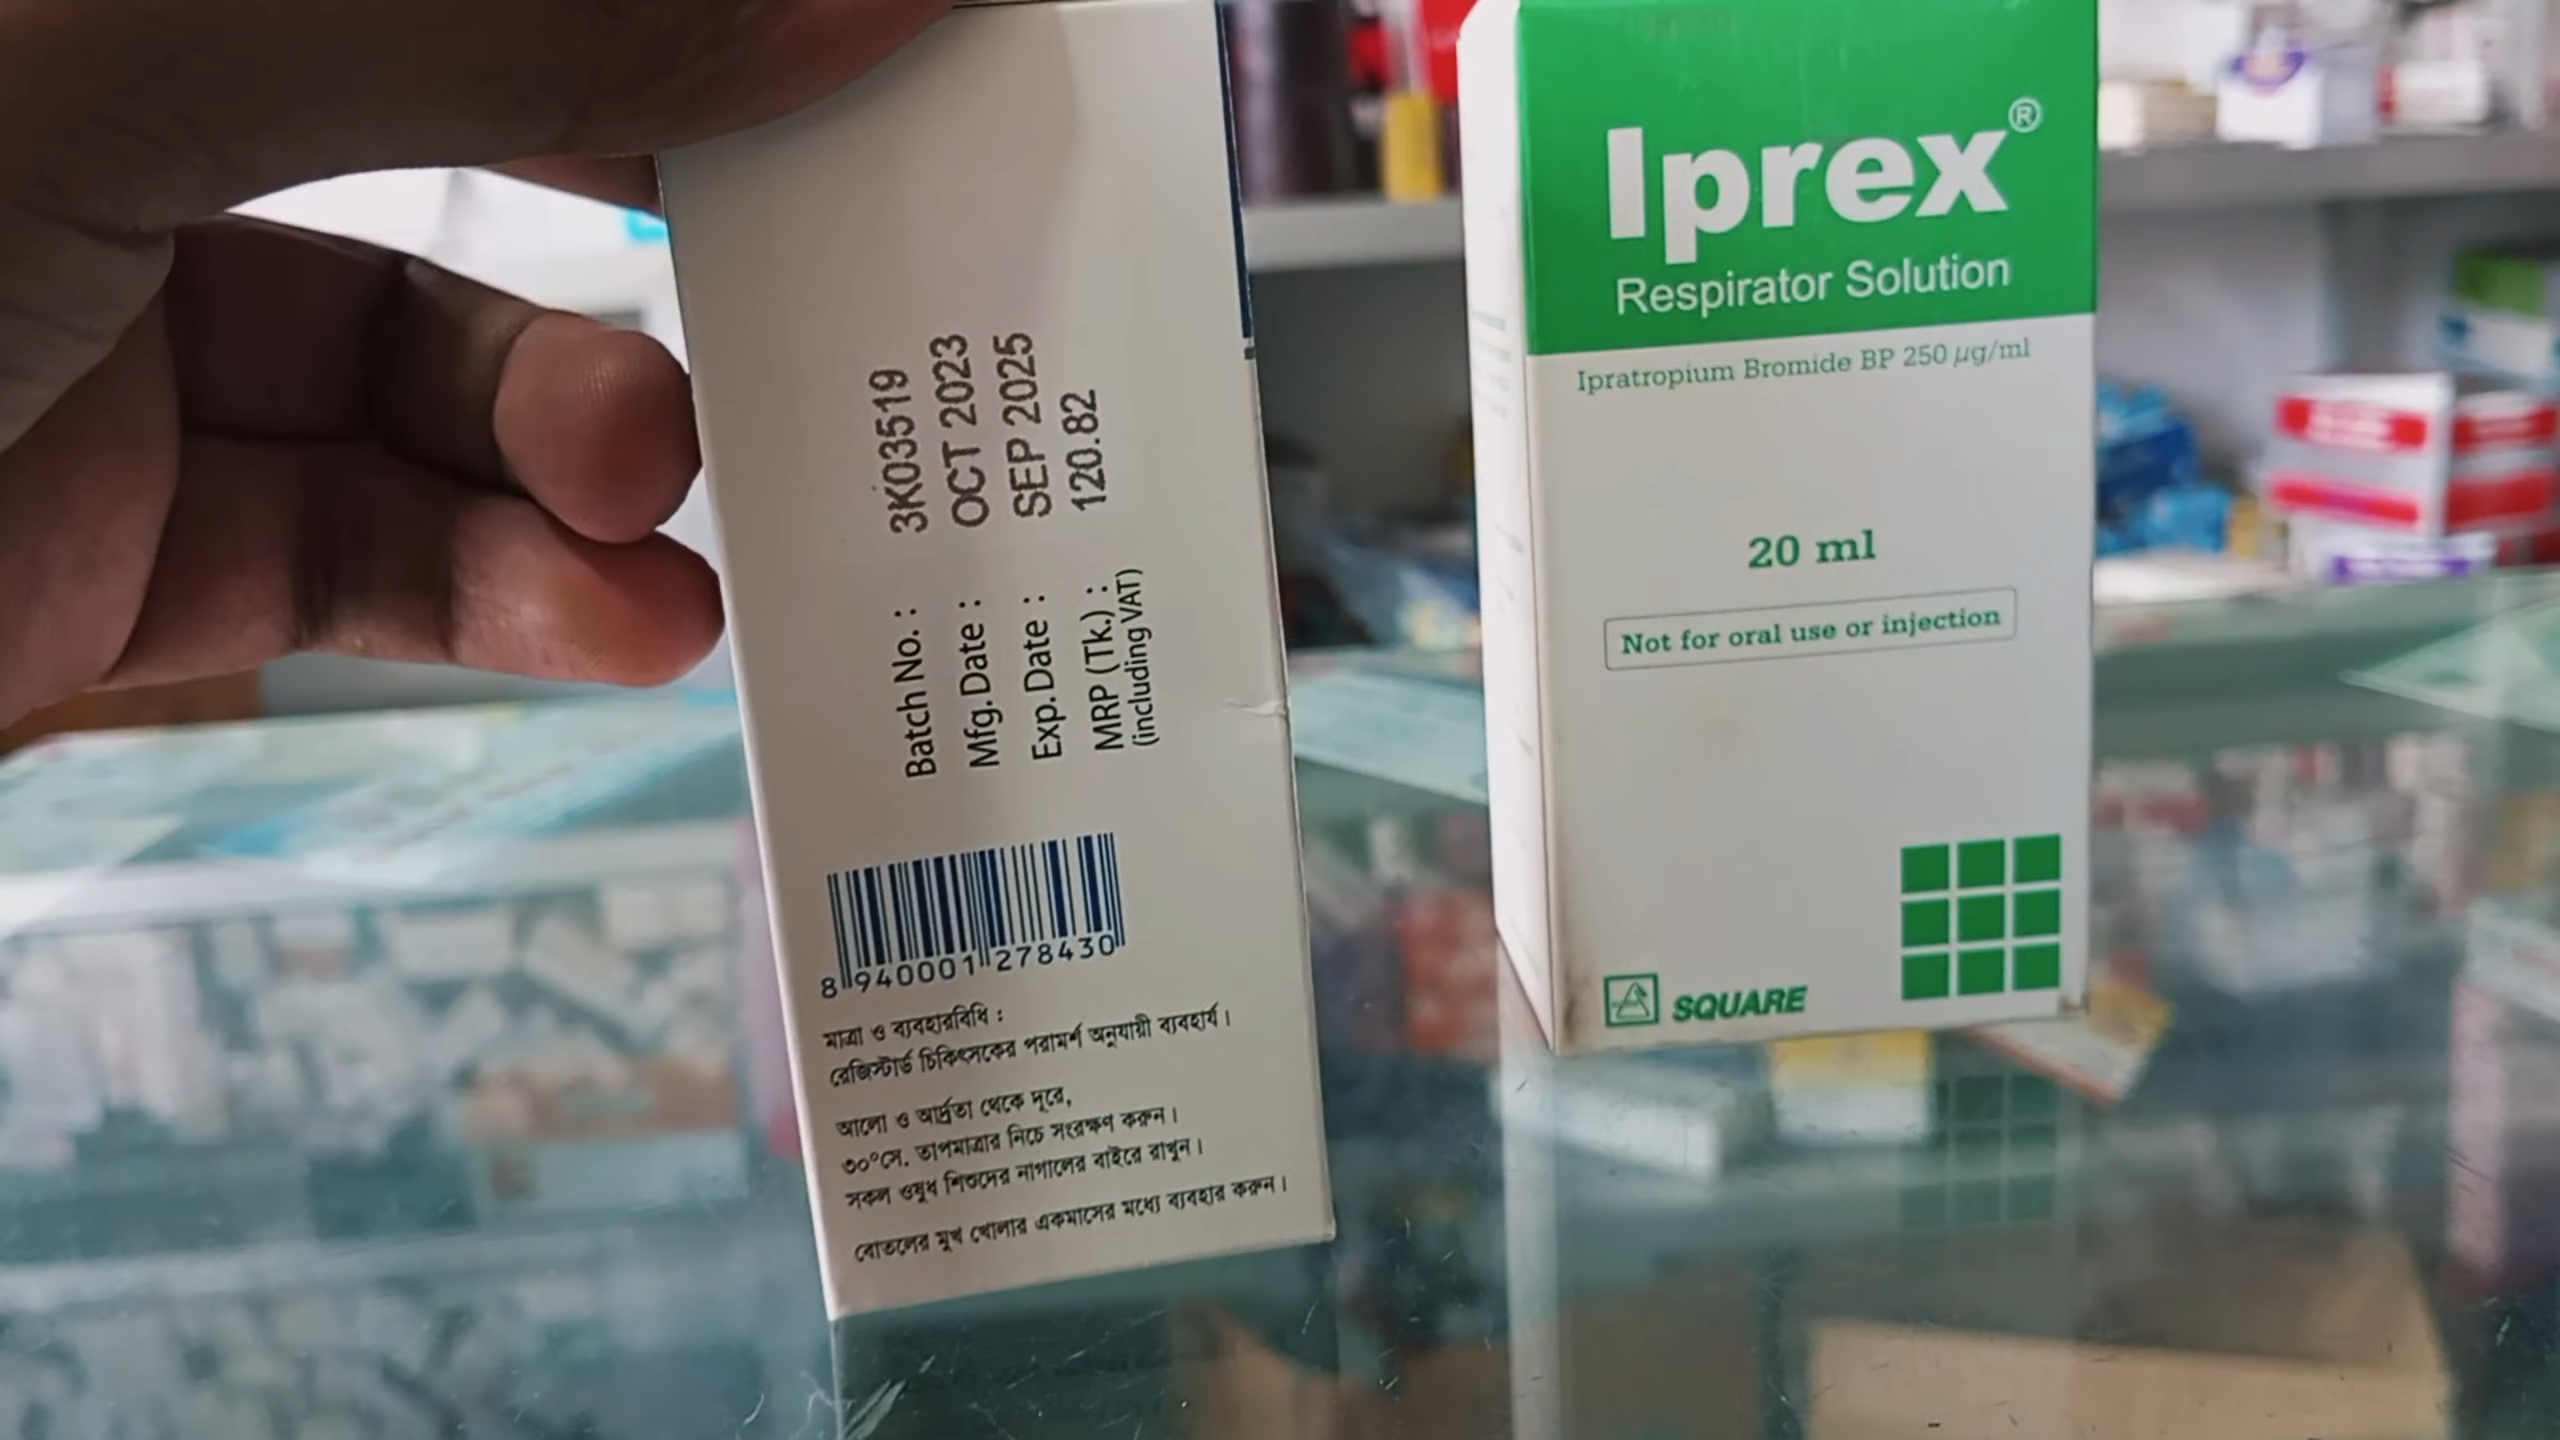 Batch No. : 3K03519
Mfg. Date : OCT 2023
Exp. Date : SEP 2025
MRP (Tk.) : 120.82
(including VAT)
8 940001 278430
মাত্রা ও ব্যবহারবিধি :
রেজিস্টার্ড চিকিৎসকের পরামর্শ অনুযায়ী ব্যবহার্য।
আলো ও আর্দ্রতা থেকে দূরে,
৩০°সে. তাপমাত্রার নিচে সংরক্ষণ করুন।
সকল ওষুধ শিশুদের নাগালের বাইরে রাখুন।
বোতলের মুখ খোলার একমাসের মধ্যে ব্যবহার করুন।
Iprex®
Respirator Solution
Ipratropium Bromide BP 250 µg/ml
20 ml
Not for oral use or injection
SQUARE